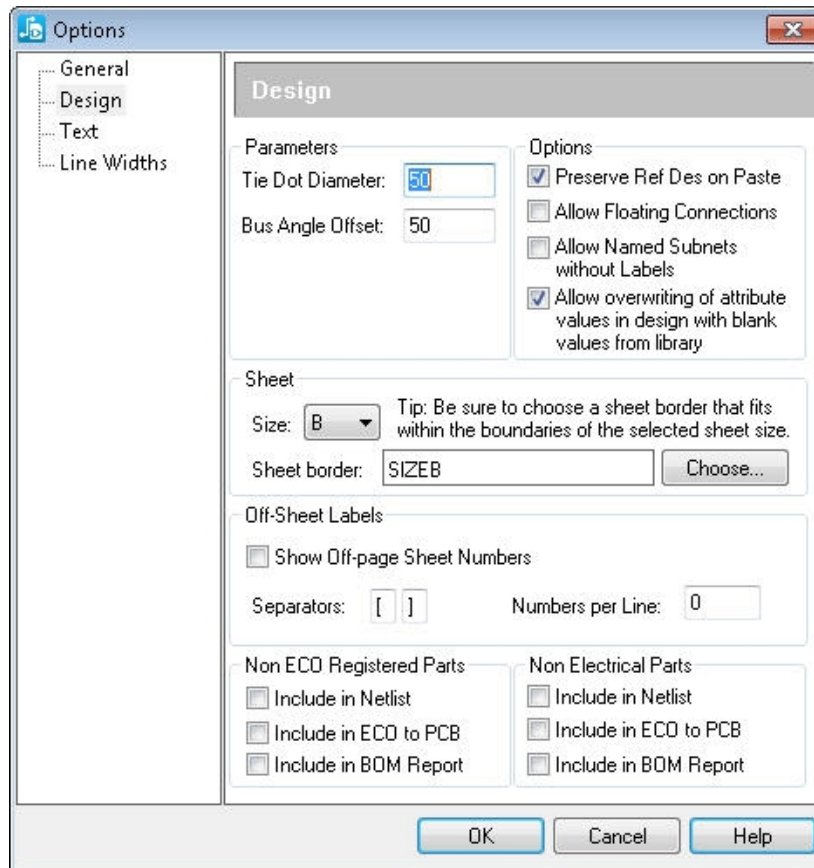 Options
General
Design
Text
Line Widths
Design
Parameters
Tie Dot Diameter: 50
Bus Angle Offset: 50
Options
Preserve Ref Des on Paste
Allow Floating Connections
Allow Named Subnets
without Labels
Allow overwriting of attribute
values in design with blank
values from library
Sheet
Size: B
Tip: Be sure to choose a sheet border that fits
within the boundaries of the selected sheet size.
Sheet border: SIZEB Choose...
Off-Sheet Labels
Show Off-page Sheet Numbers
Separators: [ ] Numbers per Line: 0
Non ECO Registered Parts
Include in Netlist
Include in ECO to PCB
Include in BOM Report
Non Electrical Parts
Include in Netlist
Include in ECO to PCB
Include in BOM Report
OK Cancel Help